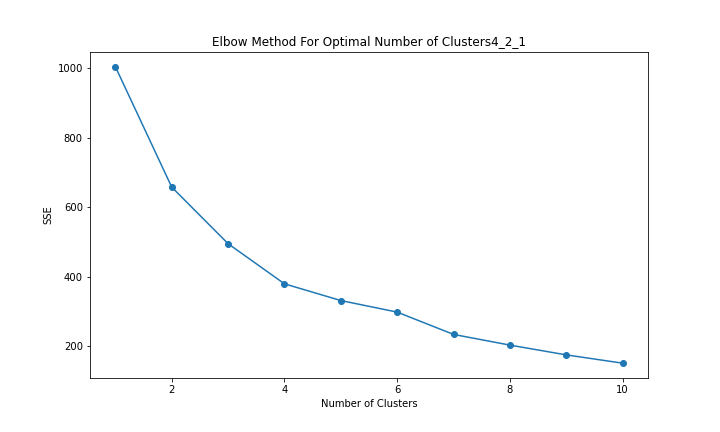 Elbow Method For Optimal Number of Clusters4_2_1
1000
800
600
400
200
SSE
2 4 6 8 10
Number of Clusters